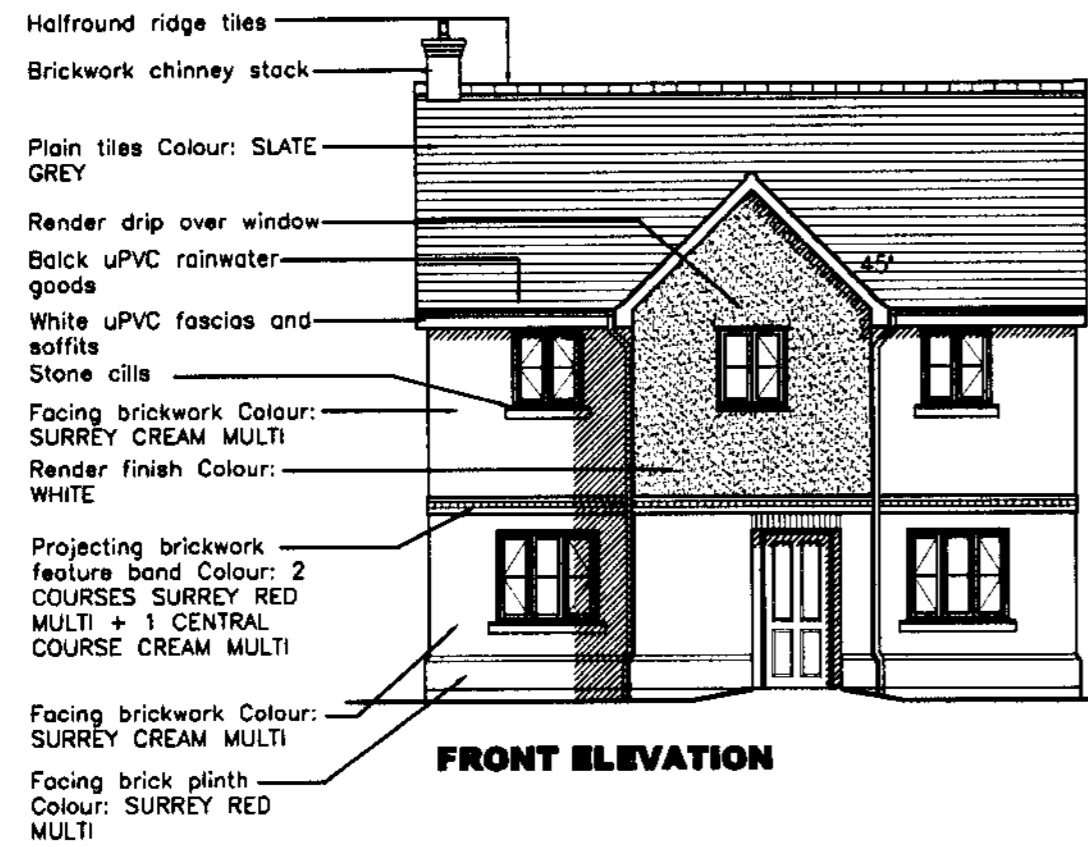 Halfround ridge tiles
Brickwork chinney stack
Plain tiles Colour: SLATE
GREY
Render drip over window
Balck uPVC rainwater
goods
White uPVC fascias and
soffits
Stone cills
Facing brickwork Colour:
SURREY CREAM MULTI
Render finish Colour:
WHITE
Projecting brickwork
feature band Colour: 2
COURSES SURREY RED
MULTI + 1 CENTRAL
COURSE CREAM MULTI
Facing brickwork Colour:
SURREY CREAM MULTI
Facing brick plinth
Colour: SURREY RED
MULTI
45°
FRONT ELEVATION